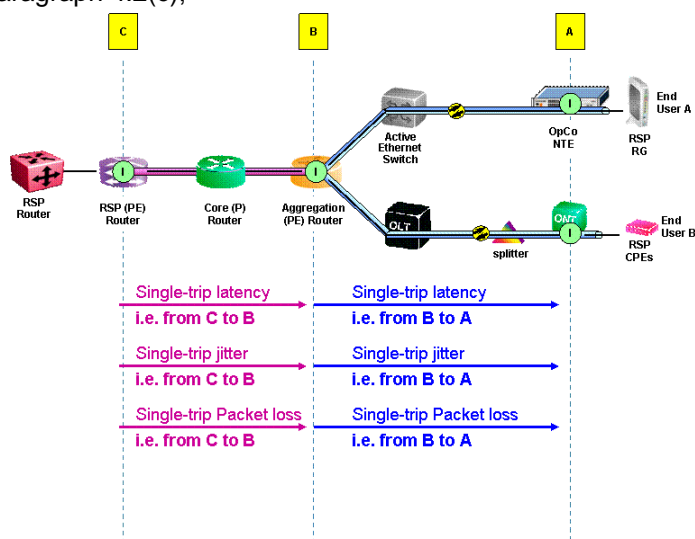 aragraph 4.2(c),
C
B
A
Active
Ethernet
Switch
OpCo
NTE
RSP
RG
End
User A
RSP
Router
RSP (PE)
Router
Core (P)
Router
Aggregation
(PE) Router
OLT
splitter
ONT
RSP
CPEs
End
User B
I
I
I
I
Single-trip latency
i.e. from C to B
Single-trip latency
i.e. from B to A
Single-trip jitter
i.e. from C to B
Single-trip jitter
i.e. from B to A
Single-trip Packet loss
i.e. from C to B
Single-trip Packet loss
i.e. from B to A